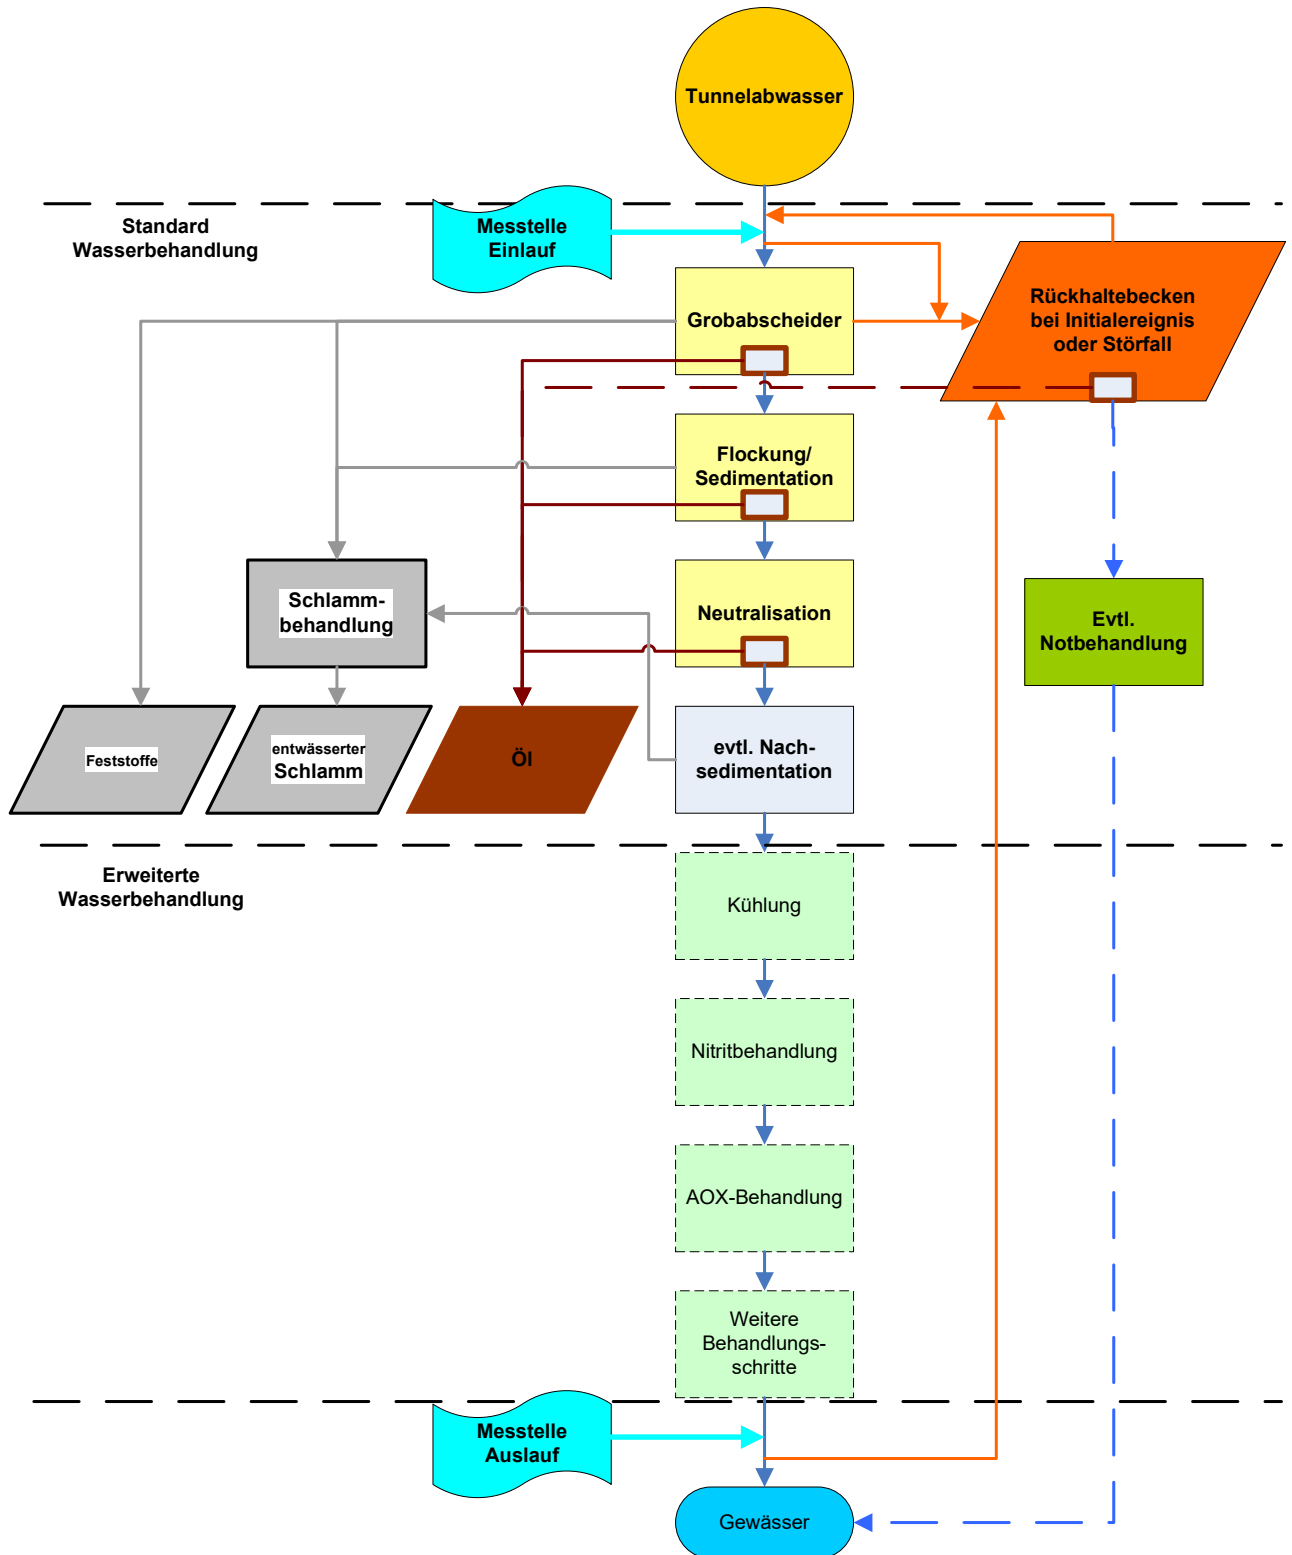 Tunnelabwasser
Standard
Wasserbehandlung
Messtelle
Einlauf
Grobabscheider
Rückhaltebecken
bei Initialereignis
oder Störfall
Flockung/
Sedimentation
Schlamm-
behandlung
Neutralisation
Evtl.
Notbehandlung
Feststoffe
entwässerter
Schlamm
Öl
evtl. Nach-
sedimentation
Erweiterte
Wasserbehandlung
Kühlung
Nitritbehandlung
AOX-Behandlung
Weitere
Behandlungs-
schritte
Messtelle
Auslauf
Gewässer